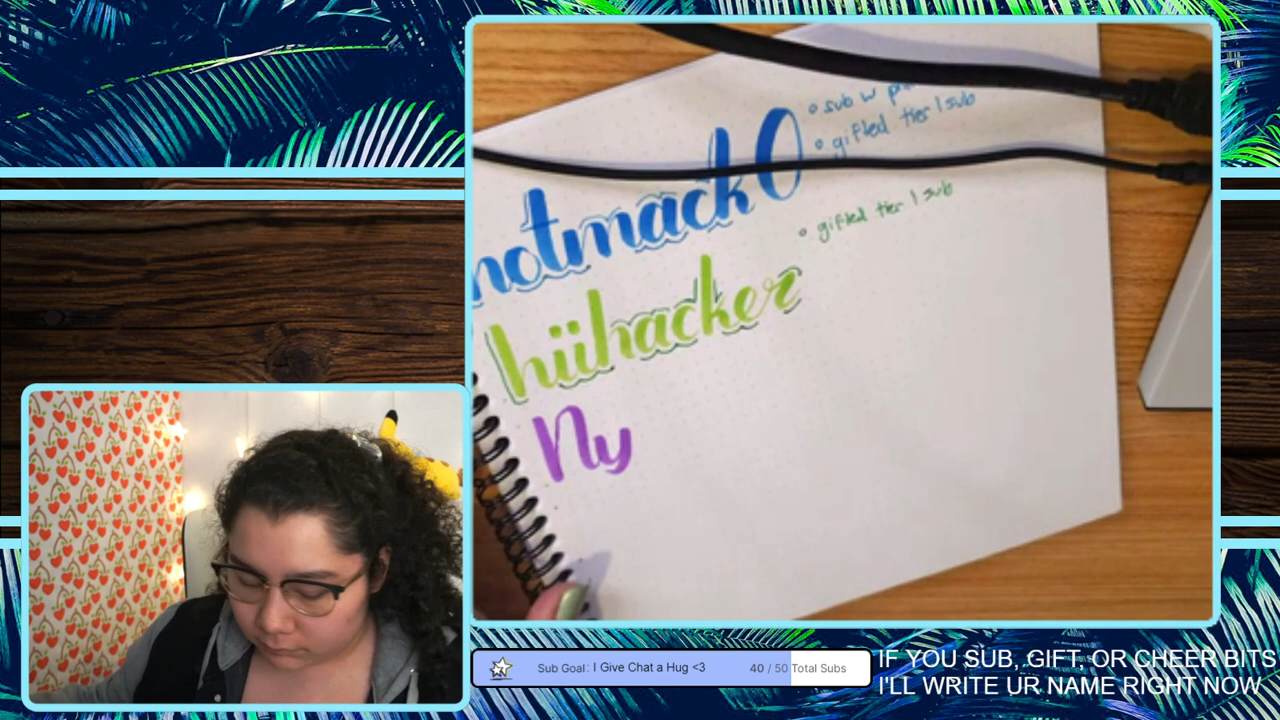 sub w
gifted tier 1 sub
notmack0
gifted tier 1 sub
hiihacker
Ny
Sub Goal: I Give Chat a Hug <3 40 / 50 Total Subs
IF YOU SUB, GIFT, OR CHEER BITS
I'LL WRITE UR NAME RIGHT NOW